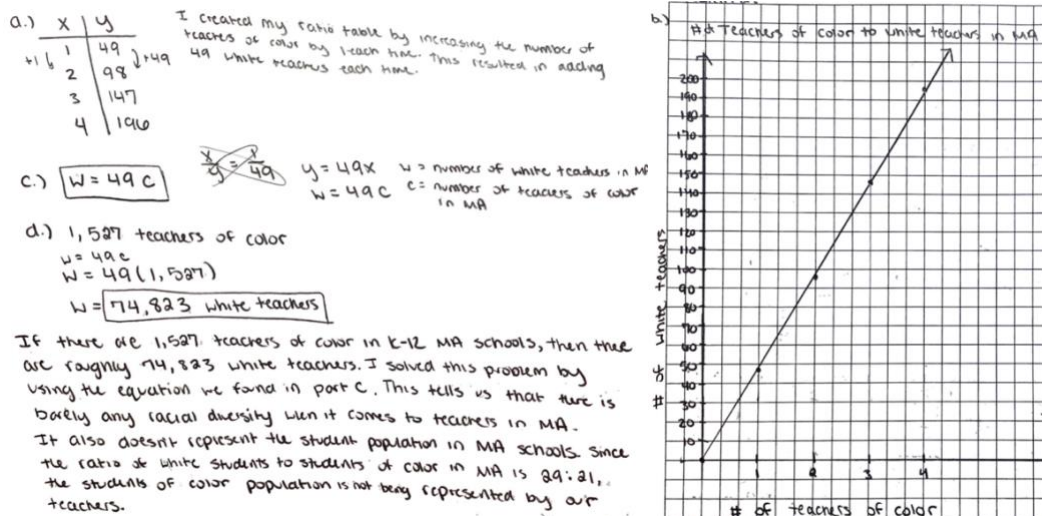 a.) x | y
1 | 49
2 | 98
3 | 147
4 | 196
+1
+49
I created my ratio table by increasing the number of
teachers of color by 1 each time. This resulted in adding
49 white teachers each time.
c.) W = 49 C
x/y = 1/49
y = 49x
W = 49 C
w = number of white teachers in MA
c = number of teachers of color
in MA
d.) 1,527 teachers of color
w = 49c
W = 49(1,527)
W = 74,823 white teachers
If there are 1,527 teachers of color in K-12 MA schools, then there
are roughly 74,823 white teachers. I solved this problem by
using the equation we found in part C. This tells us that there is
barely any racial diversity when it comes to teachers in MA.
It also doesn't represent the student population in MA schools. Since
the ratio of white students to students of color in MA is 29:21,
the students of color population is not being represented by our
teachers.
b.)
# of Teachers of color to white teachers in MA
200
190
180
170
160
150
140
130
120
110
100
90
80
70
60
50
40
30
20
10
# of white teachers
1 2 3 4
# of teachers of color